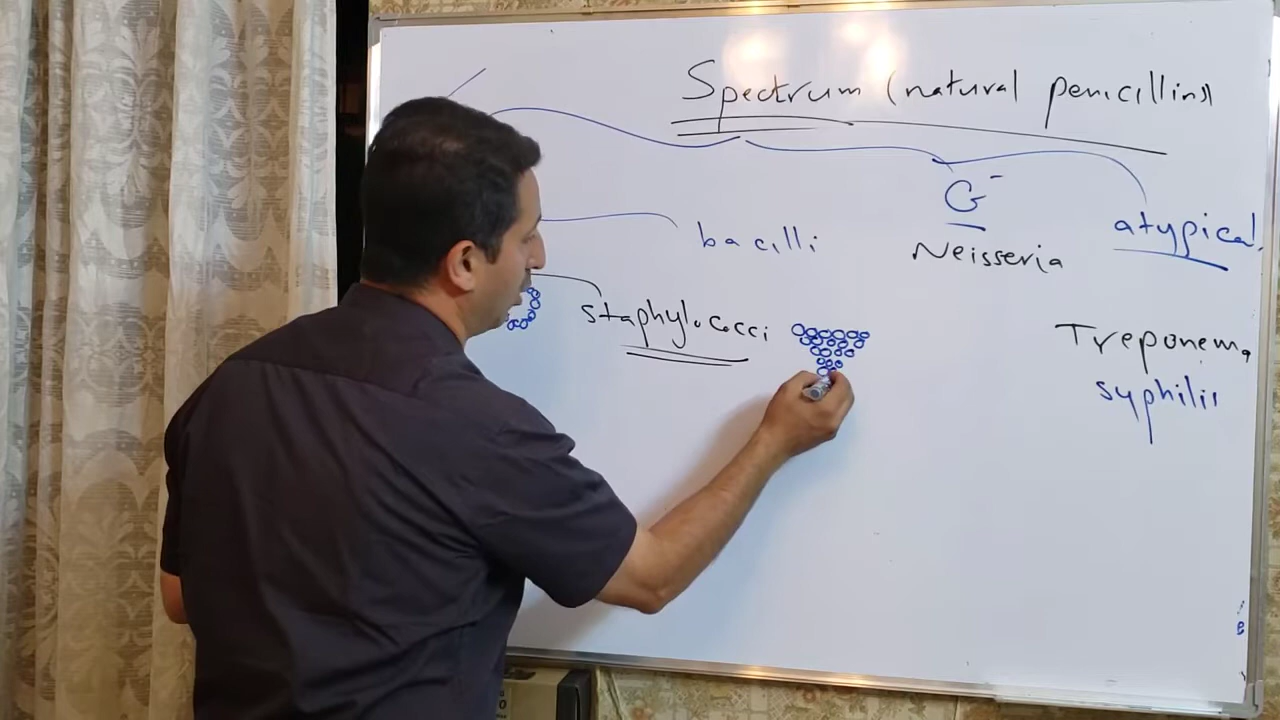 Spectrum (natural penicillins)
G-
atypical
bacilli
Neisseria
staphylococci
Treponema
syphilis